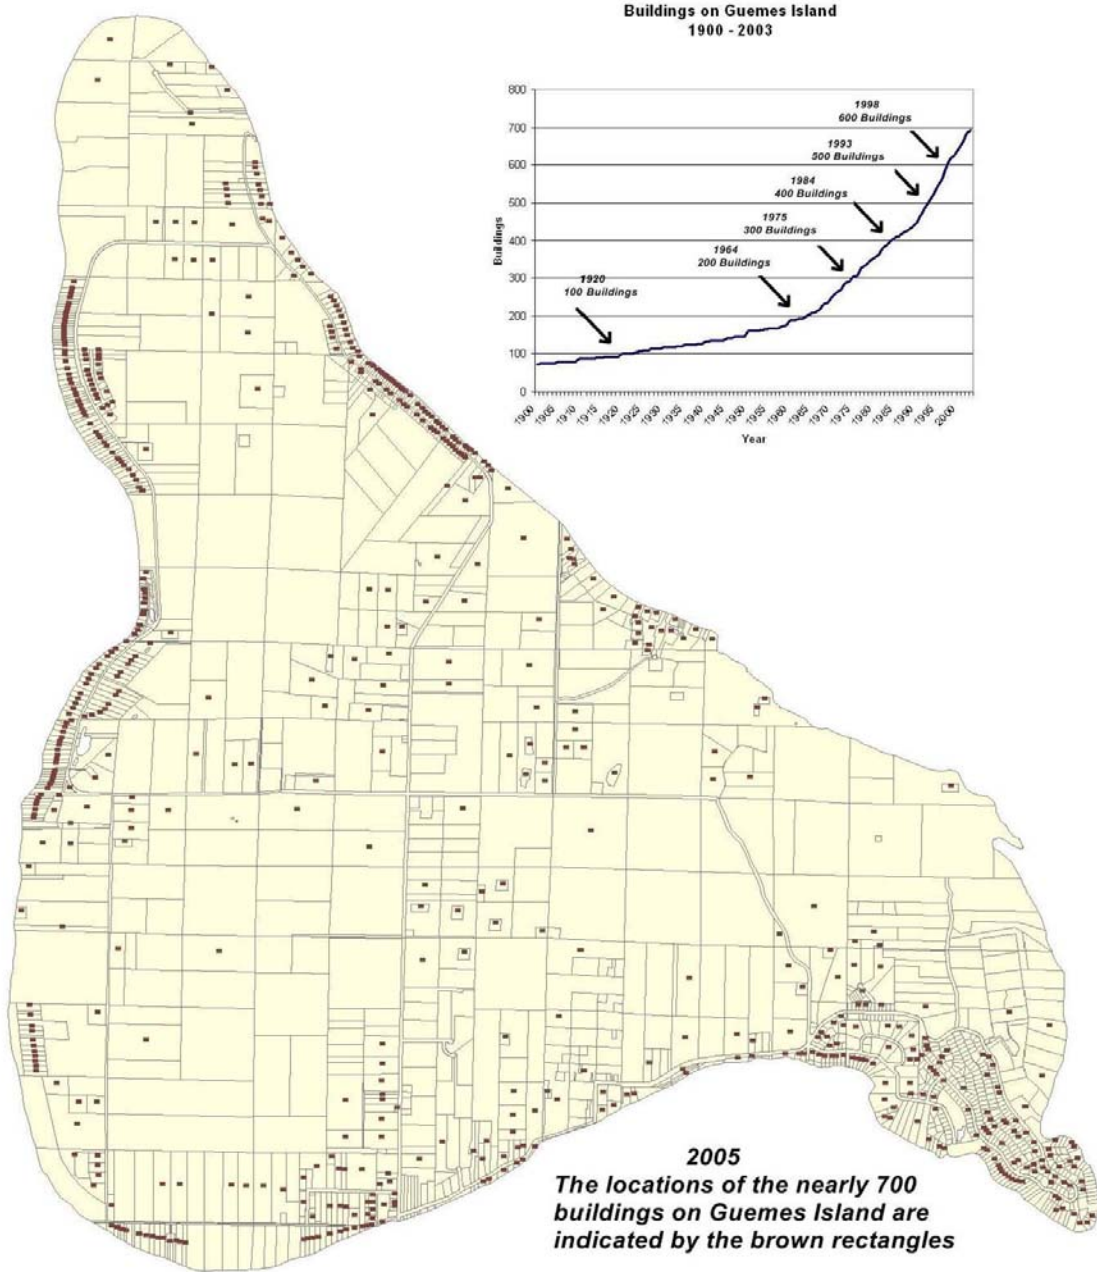 Buildings on Guemes Island
1900 - 2003
800
700
600
500
400
300
200
100
0
Buildings
1998
600 Buildings
1993
500 Buildings
1984
400 Buildings
1975
300 Buildings
1964
200 Buildings
1920
100 Buildings
1900
1905
1910
1915
1920
1925
1930
1935
1940
1945
1950
1955
1960
1965
1970
1975
1980
1985
1990
1995
2000
Year
2005
The locations of the nearly 700
buildings on Guemes Island are
indicated by the brown rectangles